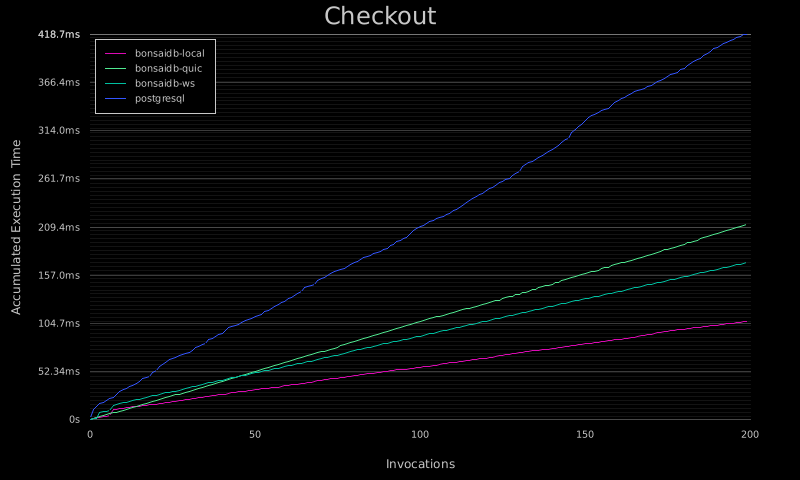 Checkout
418.7ms
366.4ms
314.0ms
261.7ms
209.4ms
157.0ms
104.7ms
52.34ms
0s
bonsaidb-local
bonsaidb-quic
bonsaidb-ws
postgresql
Accumulated Execution Time
0 50 100 150 200
Invocations